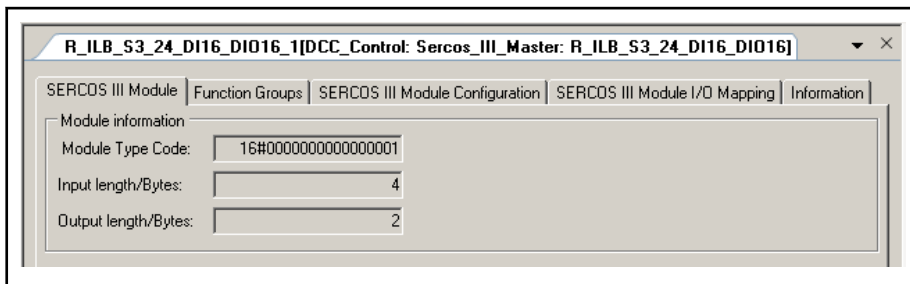 R_ILB_S3_24_DI16_DIO16_1[DCC_Control: Sercos_III_Master: R_ILB_S3_24_DI16_DIO16]
SERCOS III Module Function Groups SERCOS III Module Configuration SERCOS III Module I/O Mapping Information
Module information
Module Type Code: 16#0000000000000001
Input length/Bytes: 4
Output length/Bytes: 2